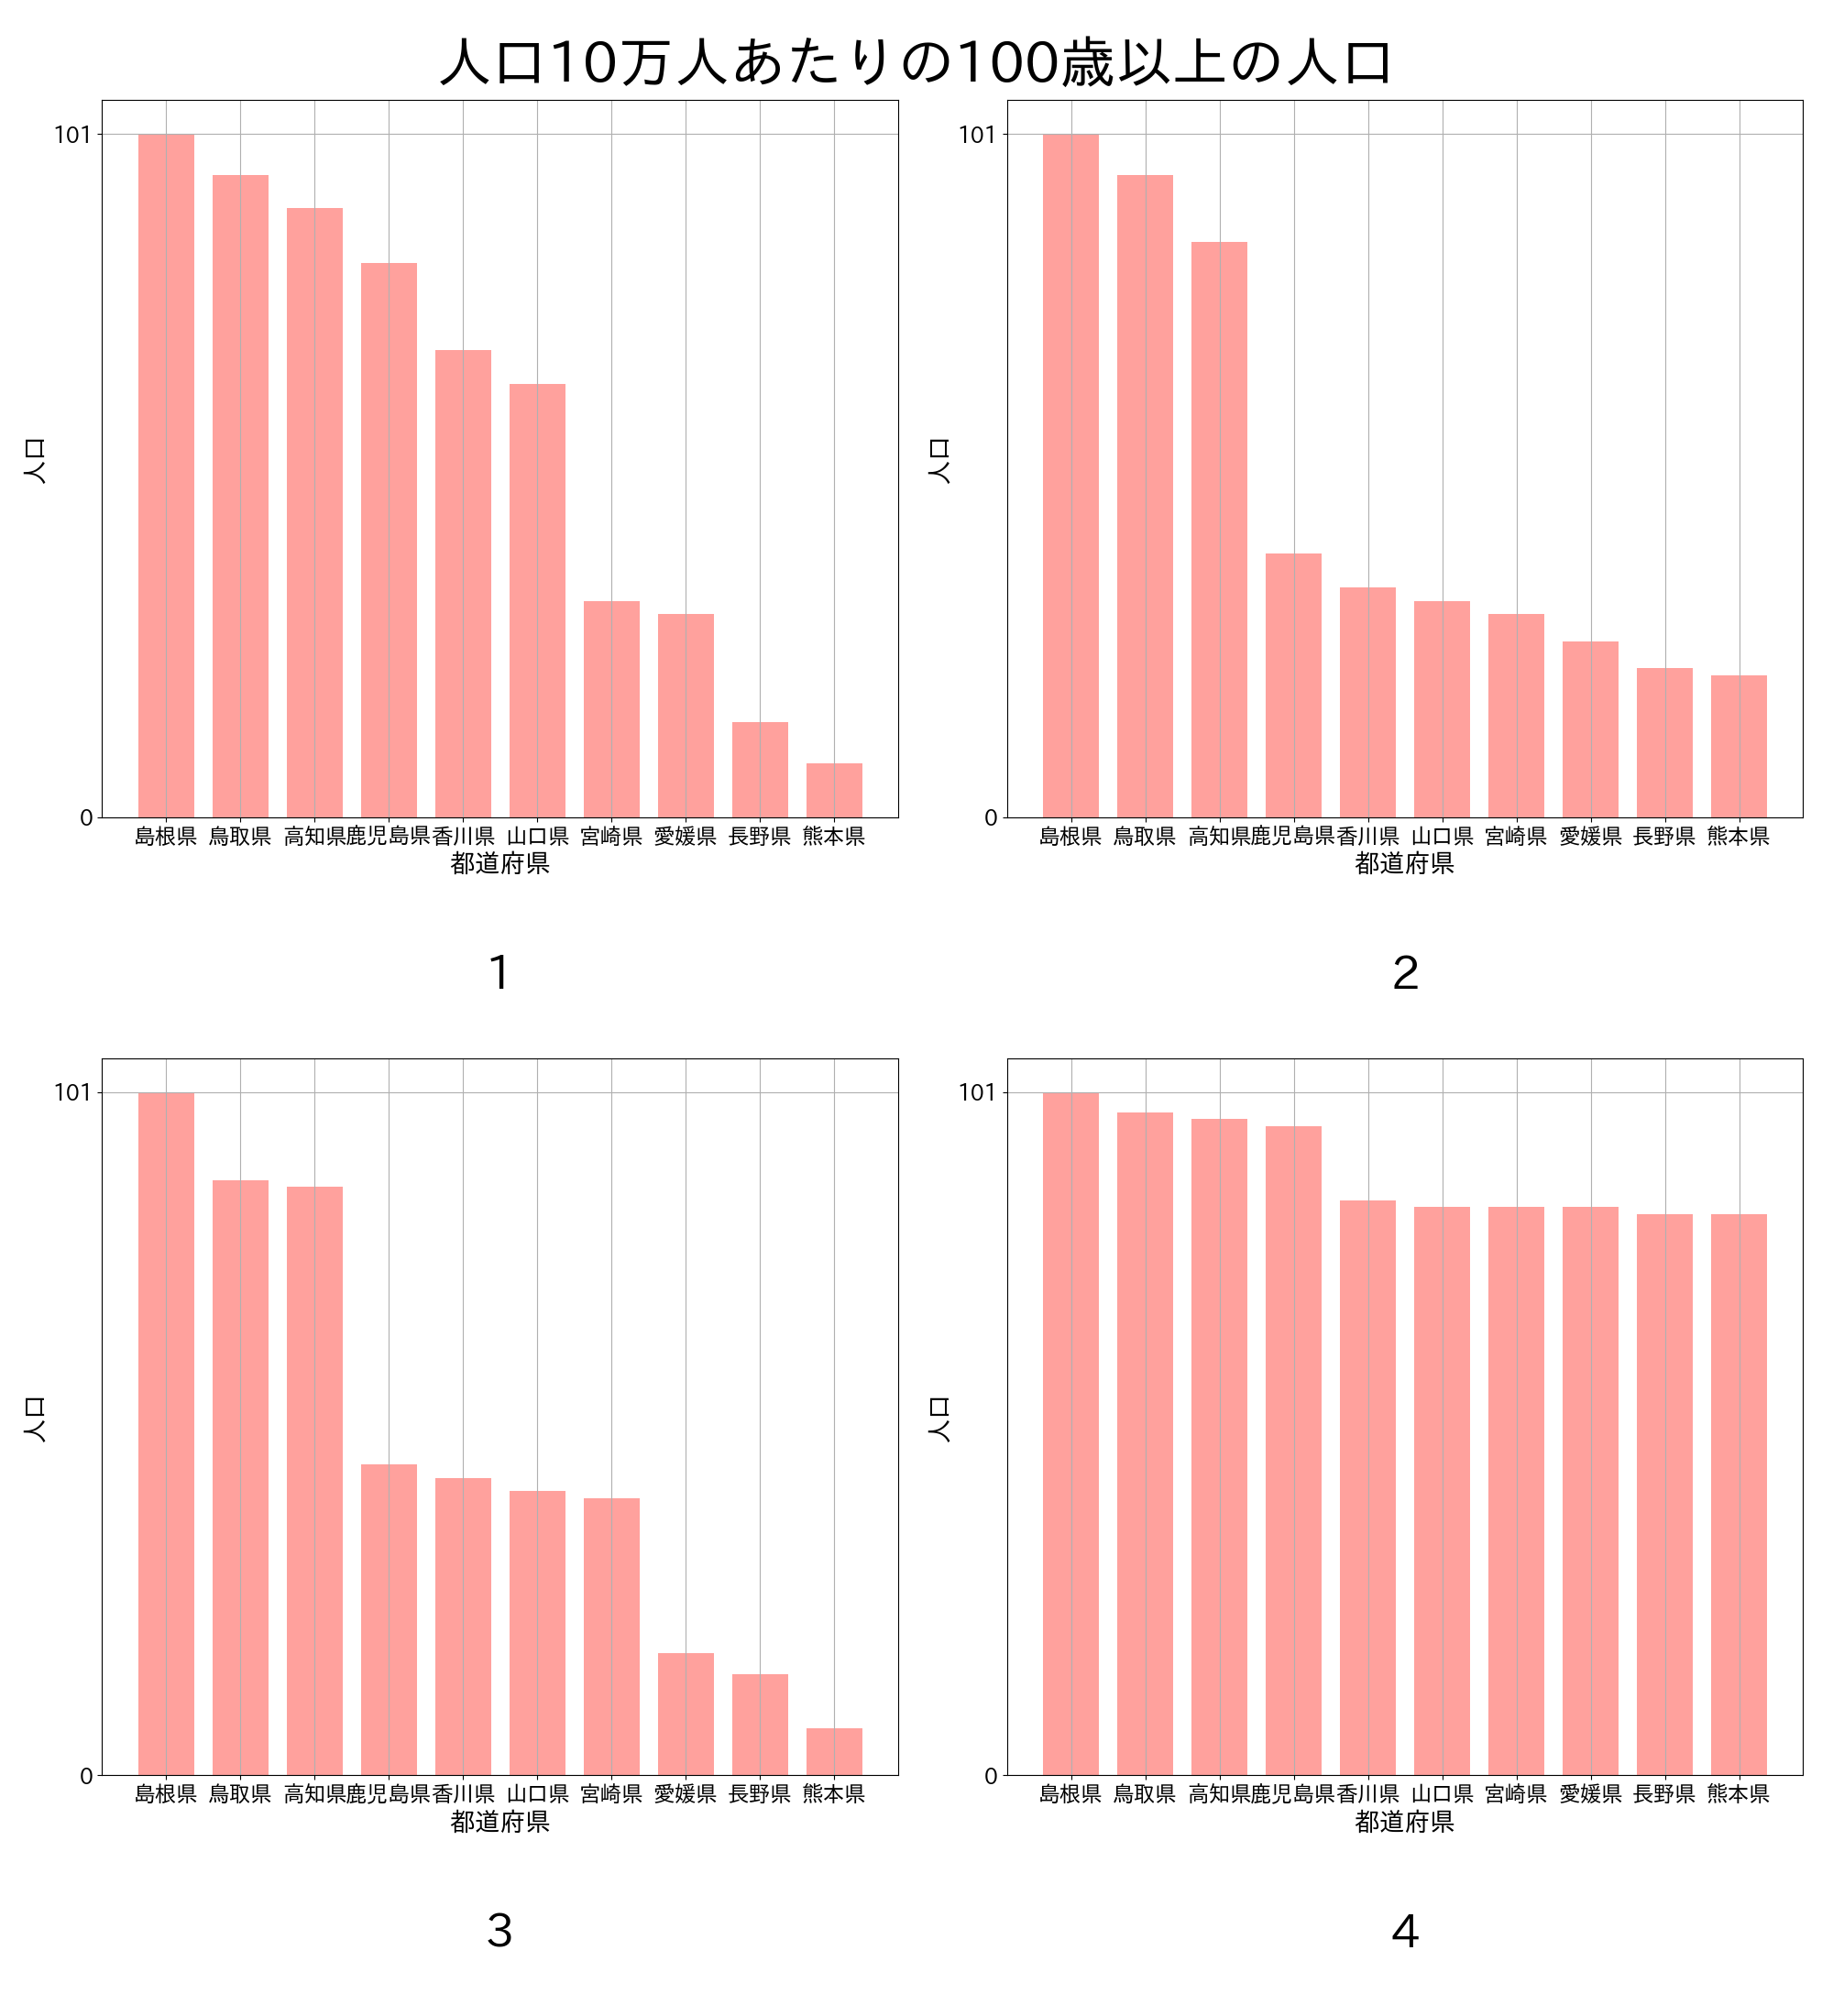 人口10万人あたりの100歳以上の人口
101
0
人口
島根県 鳥取県 高知県 鹿児島県 香川県 山口県 宮崎県 愛媛県 長野県 熊本県
都道府県
1
101
0
人口
島根県 鳥取県 高知県 鹿児島県 香川県 山口県 宮崎県 愛媛県 長野県 熊本県
都道府県
2
101
0
人口
島根県 鳥取県 高知県 鹿児島県 香川県 山口県 宮崎県 愛媛県 長野県 熊本県
都道府県
3
101
0
人口
島根県 鳥取県 高知県 鹿児島県 香川県 山口県 宮崎県 愛媛県 長野県 熊本県
都道府県
4